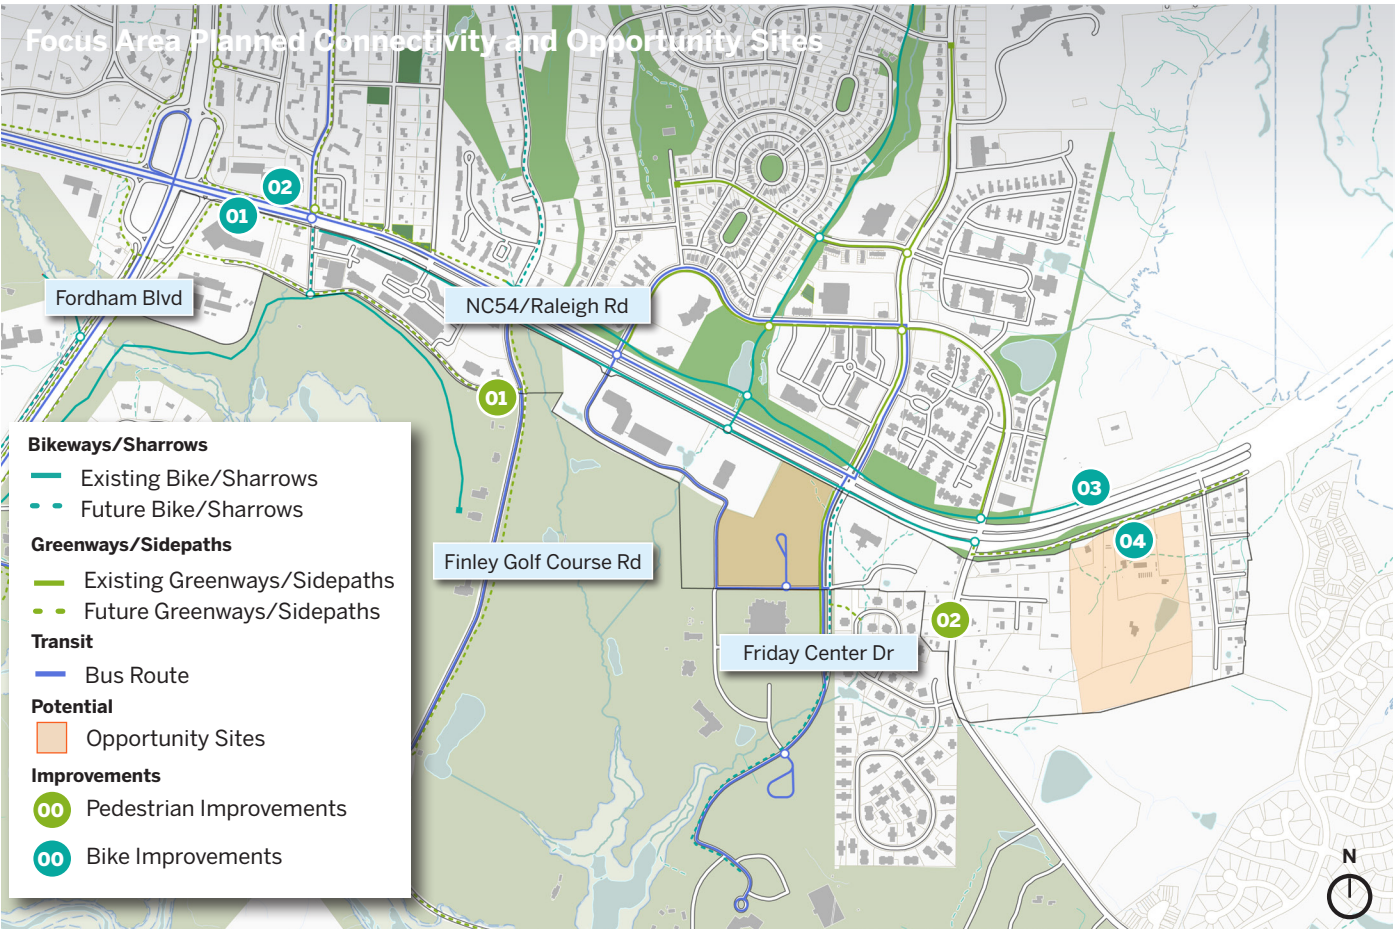 Focus Area Planned Connectivity and Opportunity Sites
02
01
Fordham Blvd
NC54/Raleigh Rd
01
03
04
Finley Golf Course Rd
02
Friday Center Dr
Bikeways/Sharrows
Existing Bike/Sharrows
Future Bike/Sharrows
Greenways/Sidepaths
Existing Greenways/Sidepaths
Future Greenways/Sidepaths
Transit
Bus Route
Potential
Opportunity Sites
Improvements
00 Pedestrian Improvements
00 Bike Improvements
N